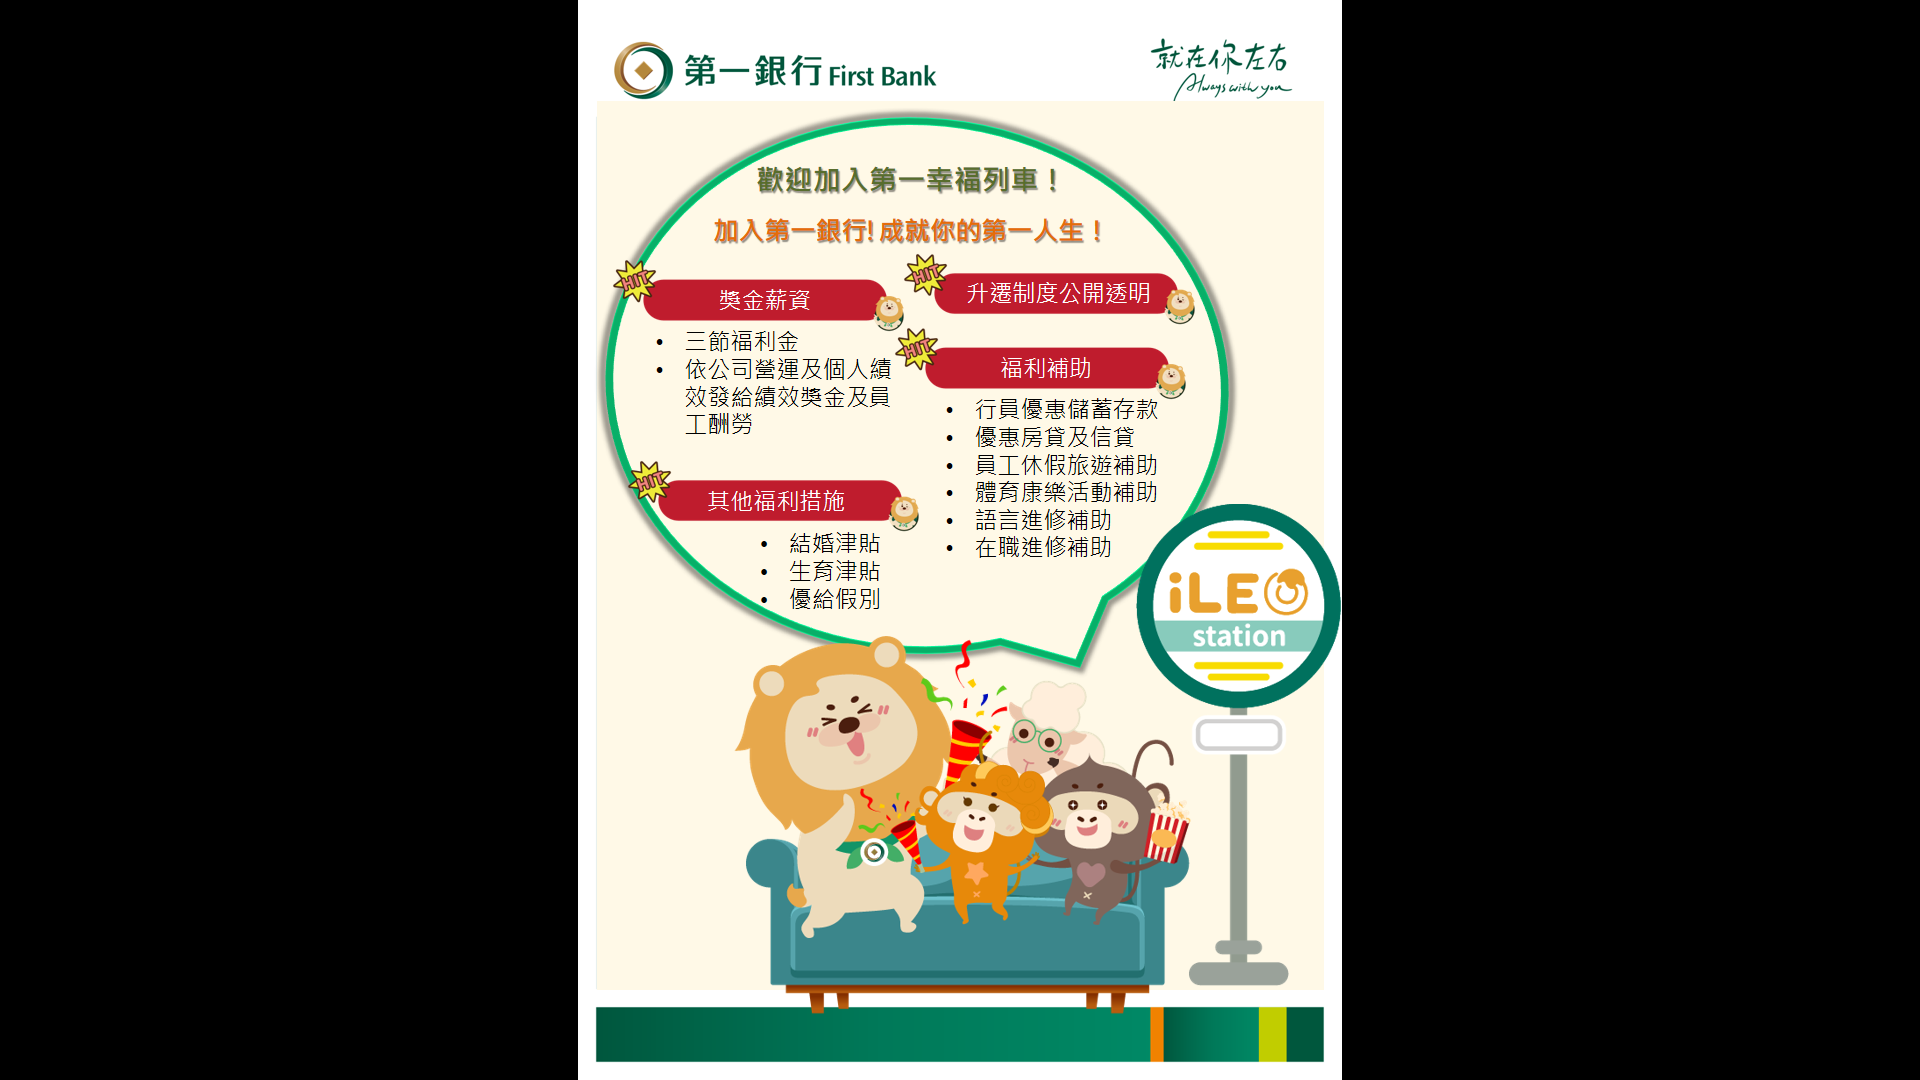 第一銀行 First Bank
就在你左右
Always with you
歡迎加入第一幸福列車！
加入第一銀行! 成就你的第一人生！
HIT
獎金薪資
• 三節福利金
• 依公司營運及個人績
效發給績效獎金及員
工酬勞
HIT
其他福利措施
• 結婚津貼
• 生育津貼
• 優給假別
HIT
升遷制度公開透明
HIT
福利補助
• 行員優惠儲蓄存款
• 優惠房貸及信貸
• 員工休假旅遊補助
• 體育康樂活動補助
• 語言進修補助
• 在職進修補助
iLEO
station